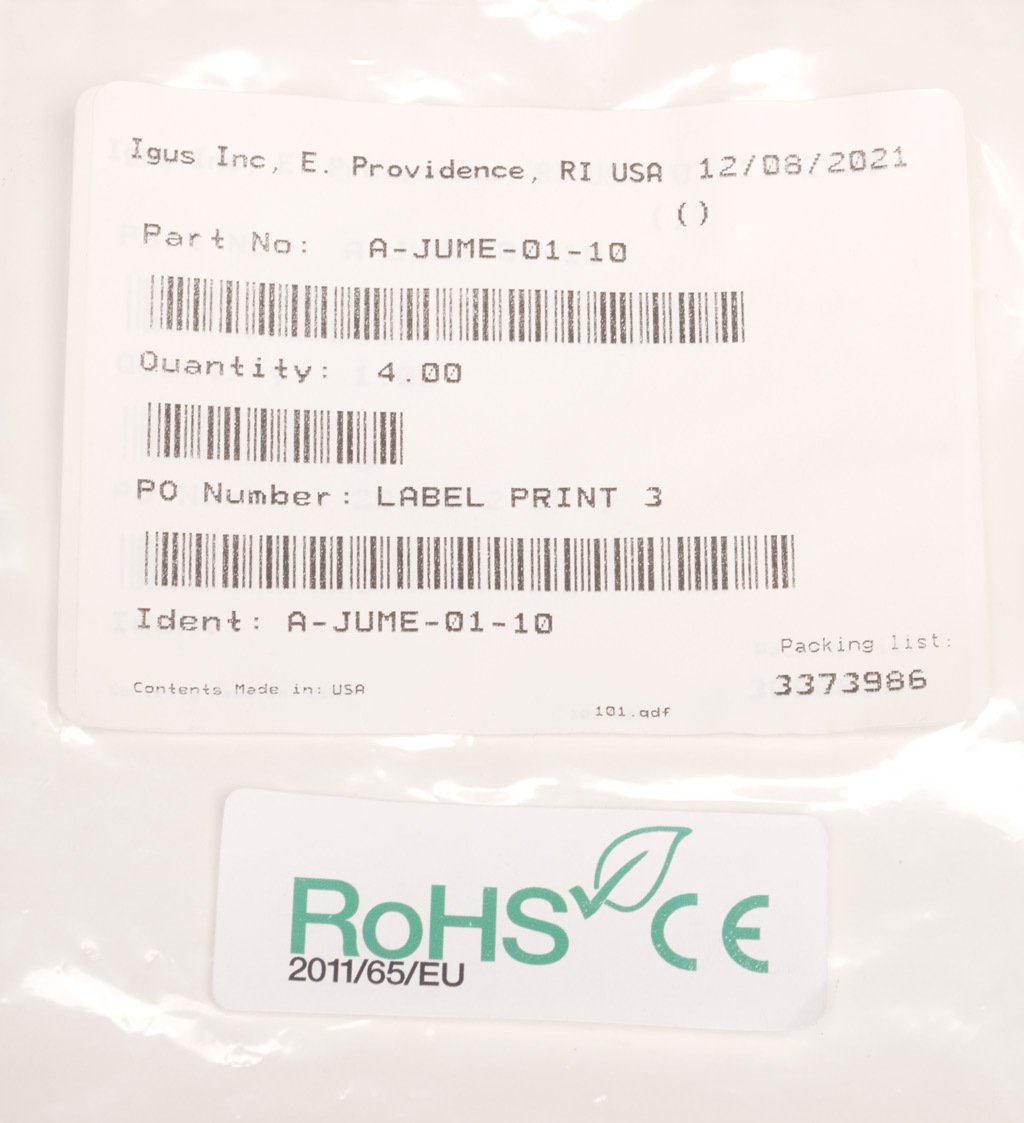 Igus Inc, E. Providence, RI USA 12/08/2021
()
Part No: A-JUME-01-10
Quantity: 4.00
PO Number: LABEL PRINT 3
Ident: A-JUME-01-10
Packing list:
3373986
Contents Made in: USA
101.qdf
RoHS CE
2011/65/EU